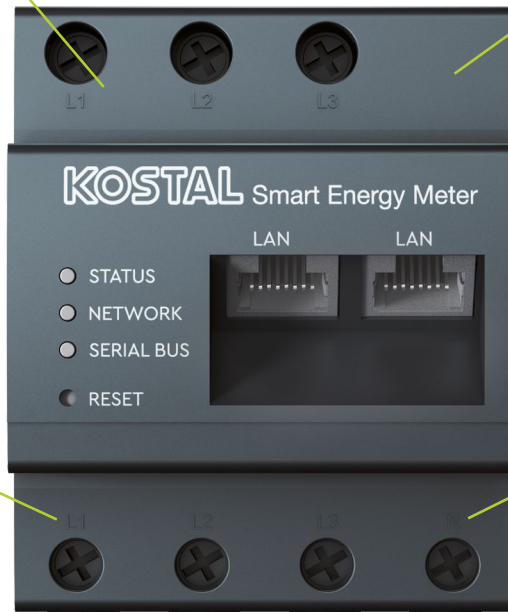 L1 L2 L3
KOSTAL Smart Energy Meter
LAN LAN
STATUS
NETWORK
SERIAL BUS
RESET
L1 L2 L3 N